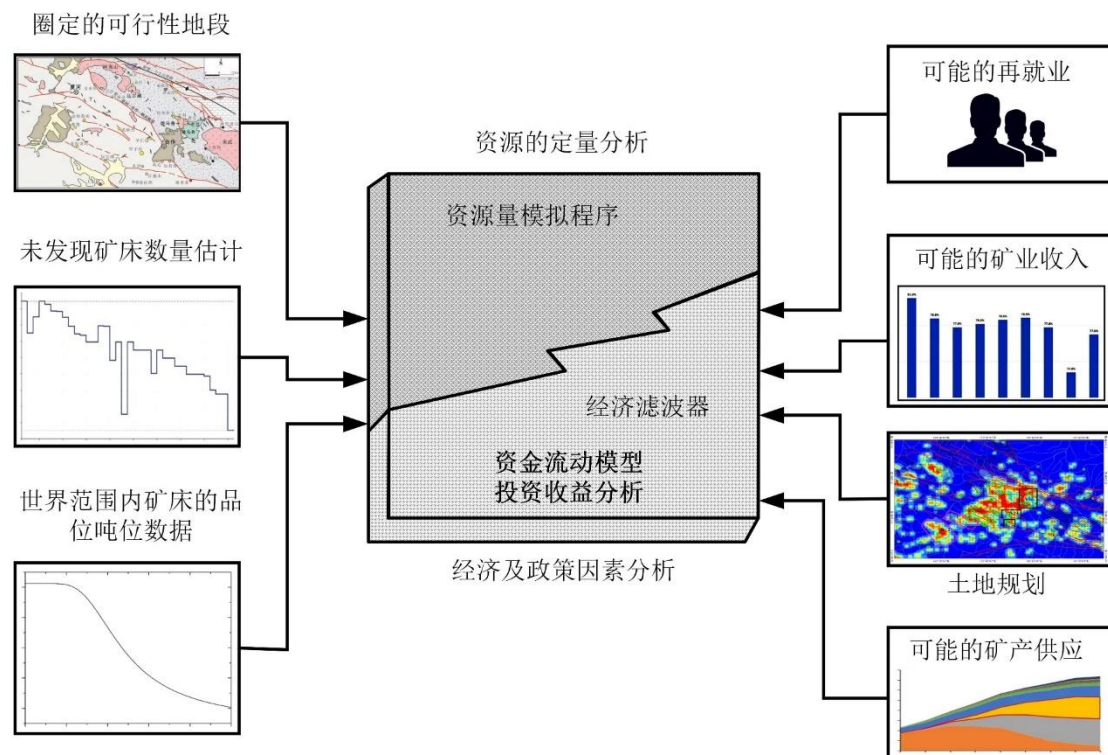 圈定的可行性地段
未发现矿床数量估计
世界范围内矿床的品
位吨位数据
资源的定量分析
资源量模拟程序
经济滤波器
资金流动模型
投资收益分析
经济及政策因素分析
可能的再就业
可能的矿业收入
土地规划
可能的矿产供应